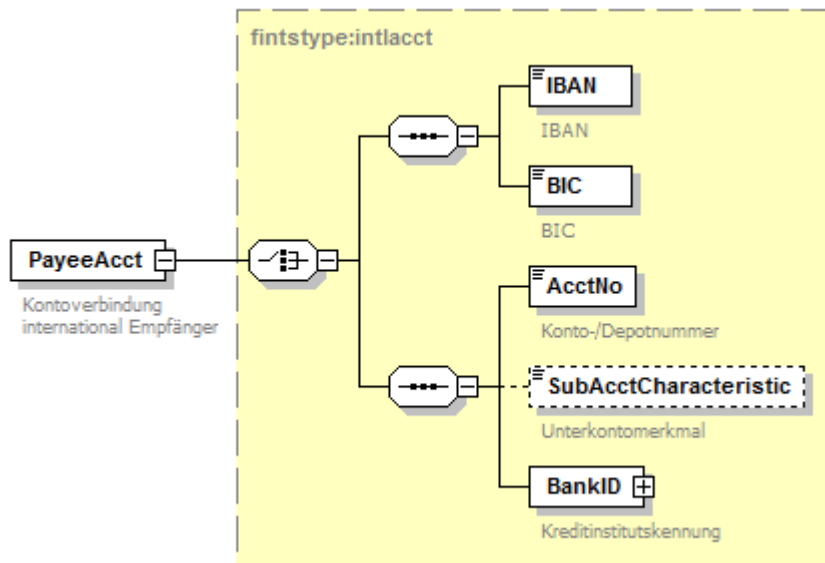 fintstype:intlacct
IBAN
IBAN
BIC
BIC
PayeeAcct
Kontoverbindung
international Empfänger
AcctNo
Konto-/Depotnummer
SubAcctCharacteristic
Unterkontomerkmal
BankID
Kreditinstitutskennung